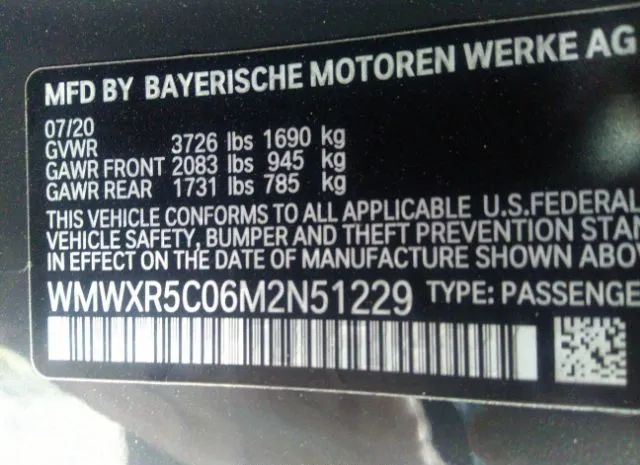 MFD BY BAYERISCHE MOTOREN WERKE AG
07/20
GVWR 3726 lbs 1690 kg
GAWR FRONT 2083 lbs 945 kg
GAWR REAR 1731 lbs 785 kg
THIS VEHICLE CONFORMS TO ALL APPLICABLE U.S.FEDERAL
VEHICLE SAFETY, BUMPER AND THEFT PREVENTION STAN
EFFECT ON THE DATE OF MANUFACTURE SHOWN ABOV
WMWXR5C06M2N51229 TYPE: PASSENGE